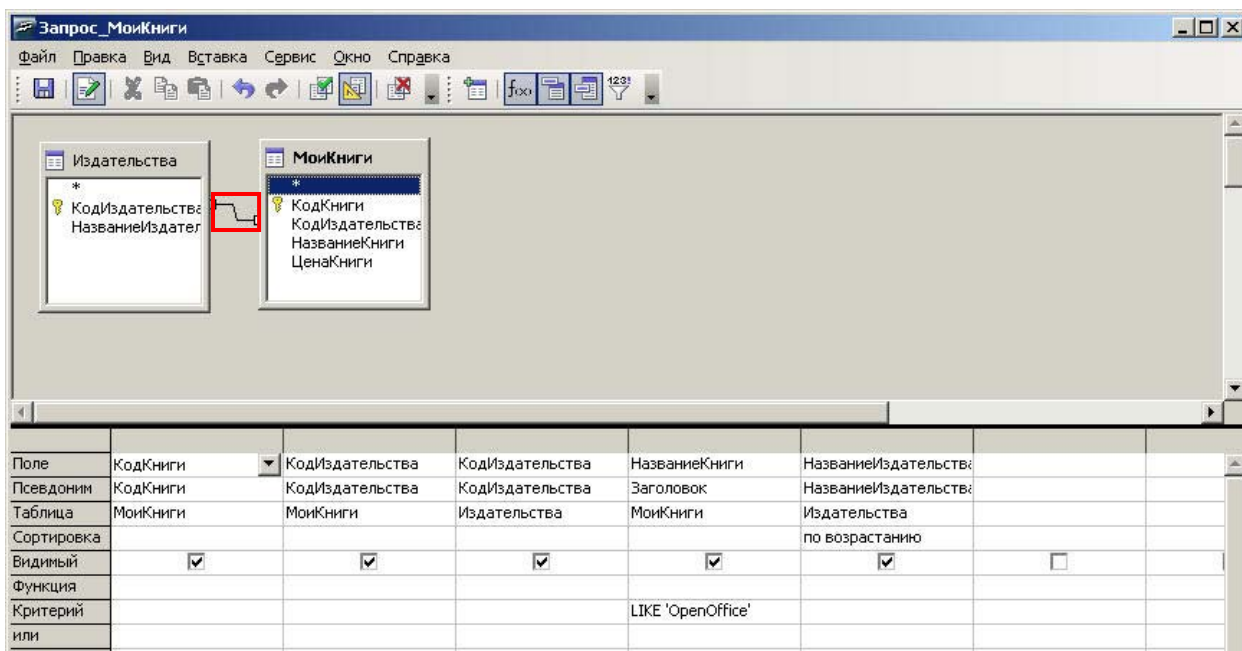 Запрос_МоиКниги
Файл Правка Вид Вставка Сервис Окно Справка
Издательства
*
КодИздательства
НазваниеИздател
МоиКниги
*
КодКниги
КодИздательства
НазваниеКниги
ЦенаКниги
Поле КодКниги КодИздательства КодИздательства НазваниеКниги НазваниеИздательства
Псевдоним КодКниги КодИздательства КодИздательства Заголовок НазваниеИздательства
Таблица МоиКниги МоиКниги Издательства МоиКниги Издательства
Сортировка по возрастанию
Видимый
Функция
Критерий LIKE 'OpenOffice'
или